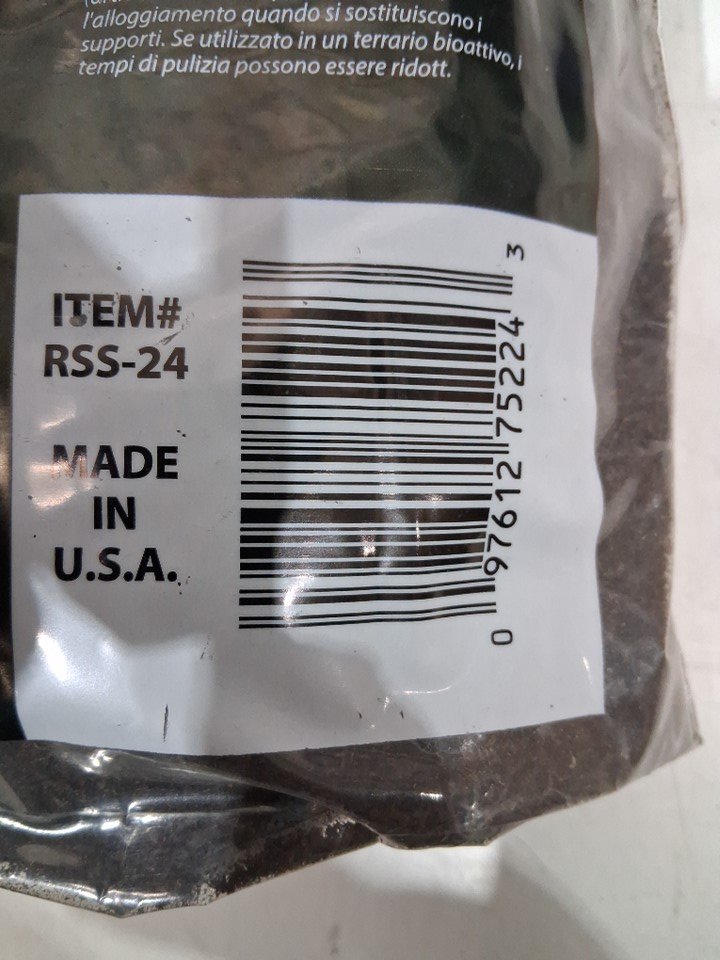 l'alloggiamento quando si sostituiscono i
supporti. Se utilizzato in un terrario bioattivo, i
tempi di pulizia possono essere ridott.
ITEM#
RSS-24
MADE
IN
U.S.A.
0 97612 75224 3